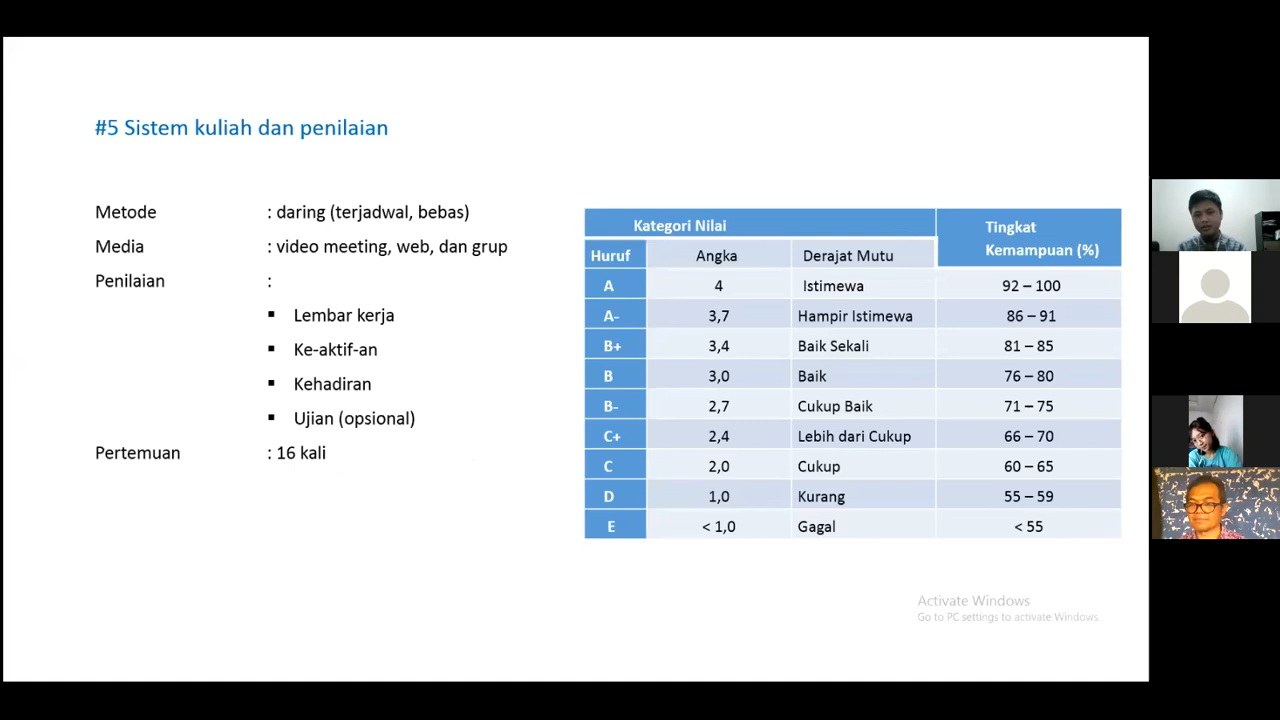 #5 Sistem kuliah dan penilaian
Metode : daring (terjadwal, bebas)
Media : video meeting, web, dan grup
Penilaian :
▪ Lembar kerja
▪ Ke-aktif-an
▪ Kehadiran
▪ Ujian (opsional)
Pertemuan : 16 kali
Kategori Nilai Tingkat Kemampuan (%)
Huruf Angka Derajat Mutu
A 4 Istimewa 92 – 100
A- 3,7 Hampir Istimewa 86 – 91
B+ 3,4 Baik Sekali 81 – 85
B 3,0 Baik 76 – 80
B- 2,7 Cukup Baik 71 – 75
C+ 2,4 Lebih dari Cukup 66 – 70
C 2,0 Cukup 60 – 65
D 1,0 Kurang 55 – 59
E < 1,0 Gagal < 55
Activate Windows
Go to PC settings to activate Windows.